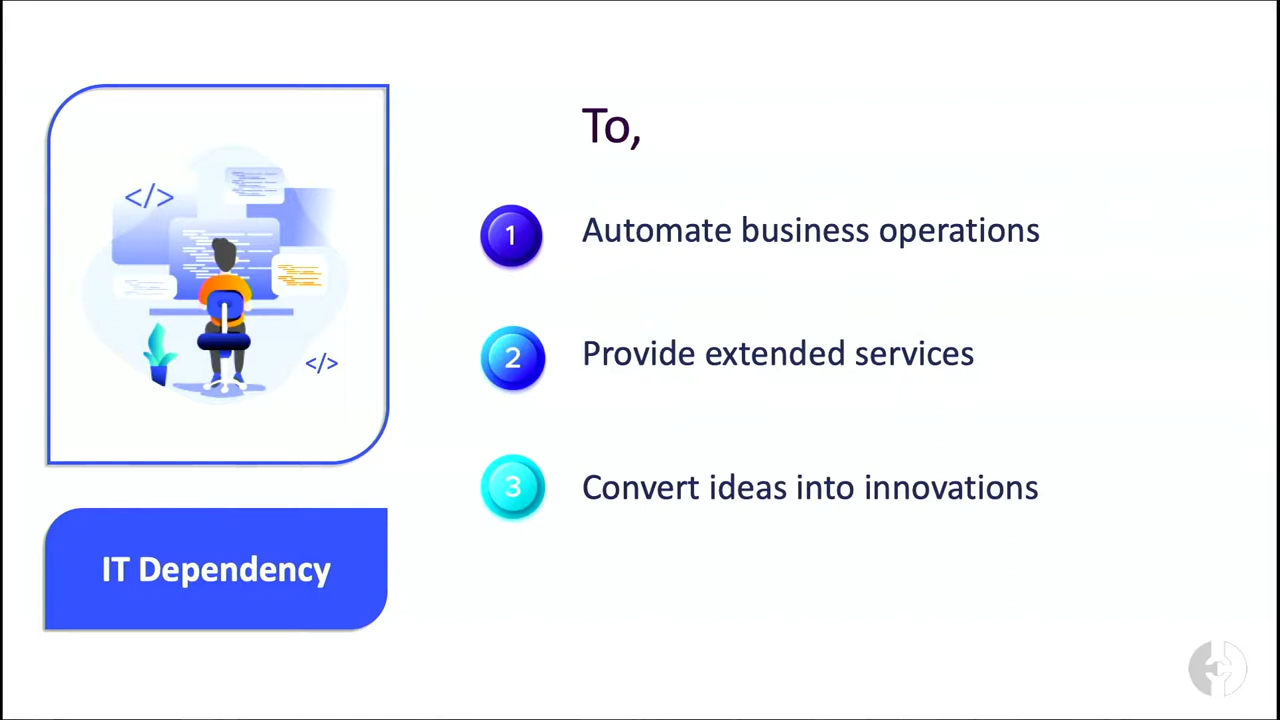 To,
1 Automate business operations
2 Provide extended services
3 Convert ideas into innovations
</>
</>
IT Dependency